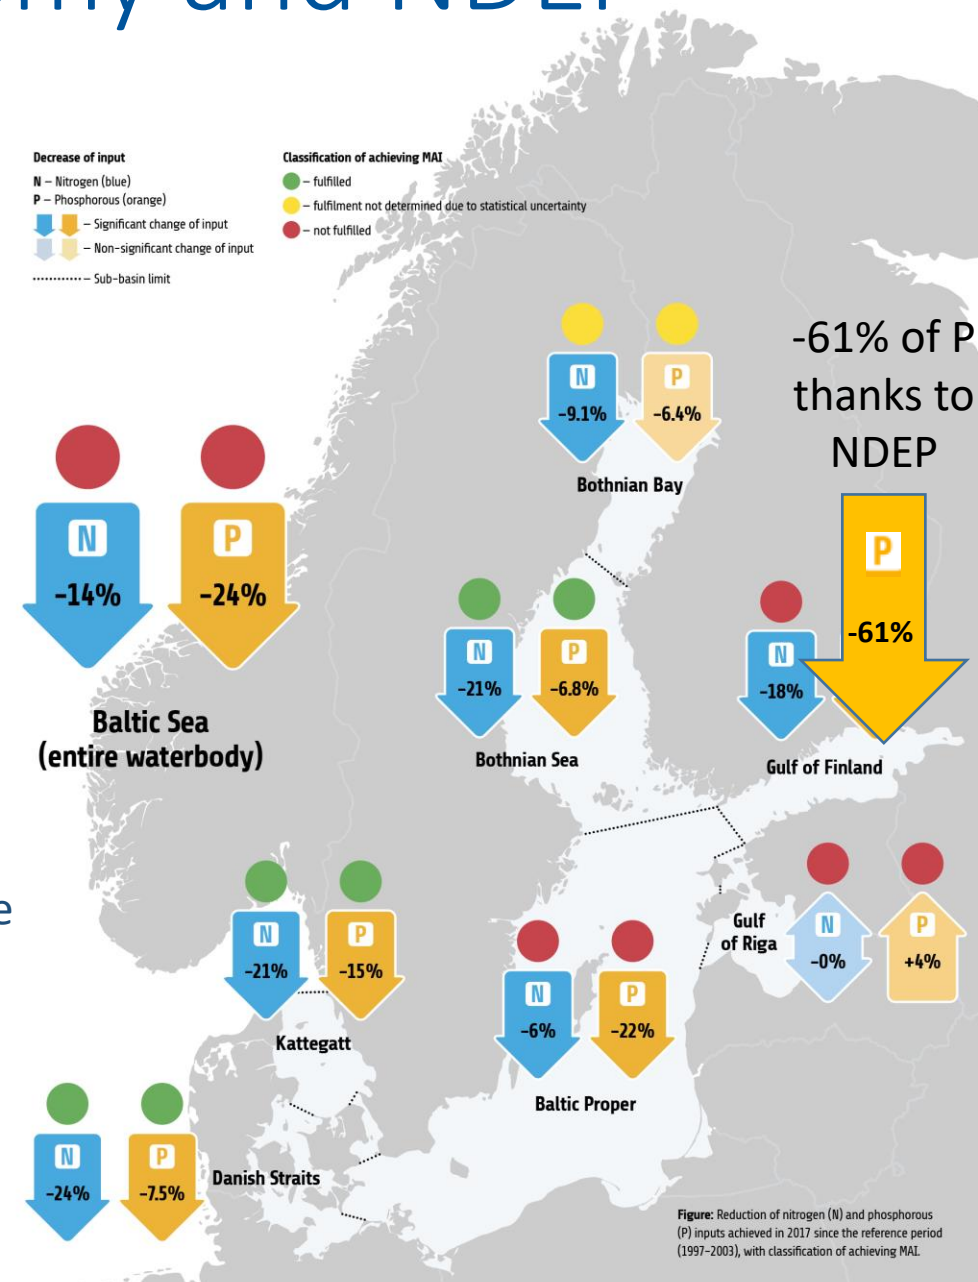 Decrease of input
N – Nitrogen (blue)
P – Phosphorous (orange)
– Significant change of input
– Non-significant change of input
– Sub-basin limit
Classification of achieving MAI
– fulfilled
– fulfilment not determined due to statistical uncertainty
– not fulfilled
-61% of P
thanks to
NDEP
P
-61%
N
-9.1%
P
-6.4%
Bothnian Bay
N
-14%
P
-24%
Baltic Sea
(entire waterbody)
N
-21%
P
-6.8%
Bothnian Sea
N
-18%
Gulf of Finland
N
-21%
P
-15%
Kattegatt
N
-6%
P
-22%
Baltic Proper
Gulf
of Riga
N
-0%
P
+4%
N
-24%
P
-7.5%
Danish Straits
Figure: Reduction of nitrogen (N) and phosphorous
(P) inputs achieved in 2017 since the reference period
(1997–2003), with classification of achieving MAI.